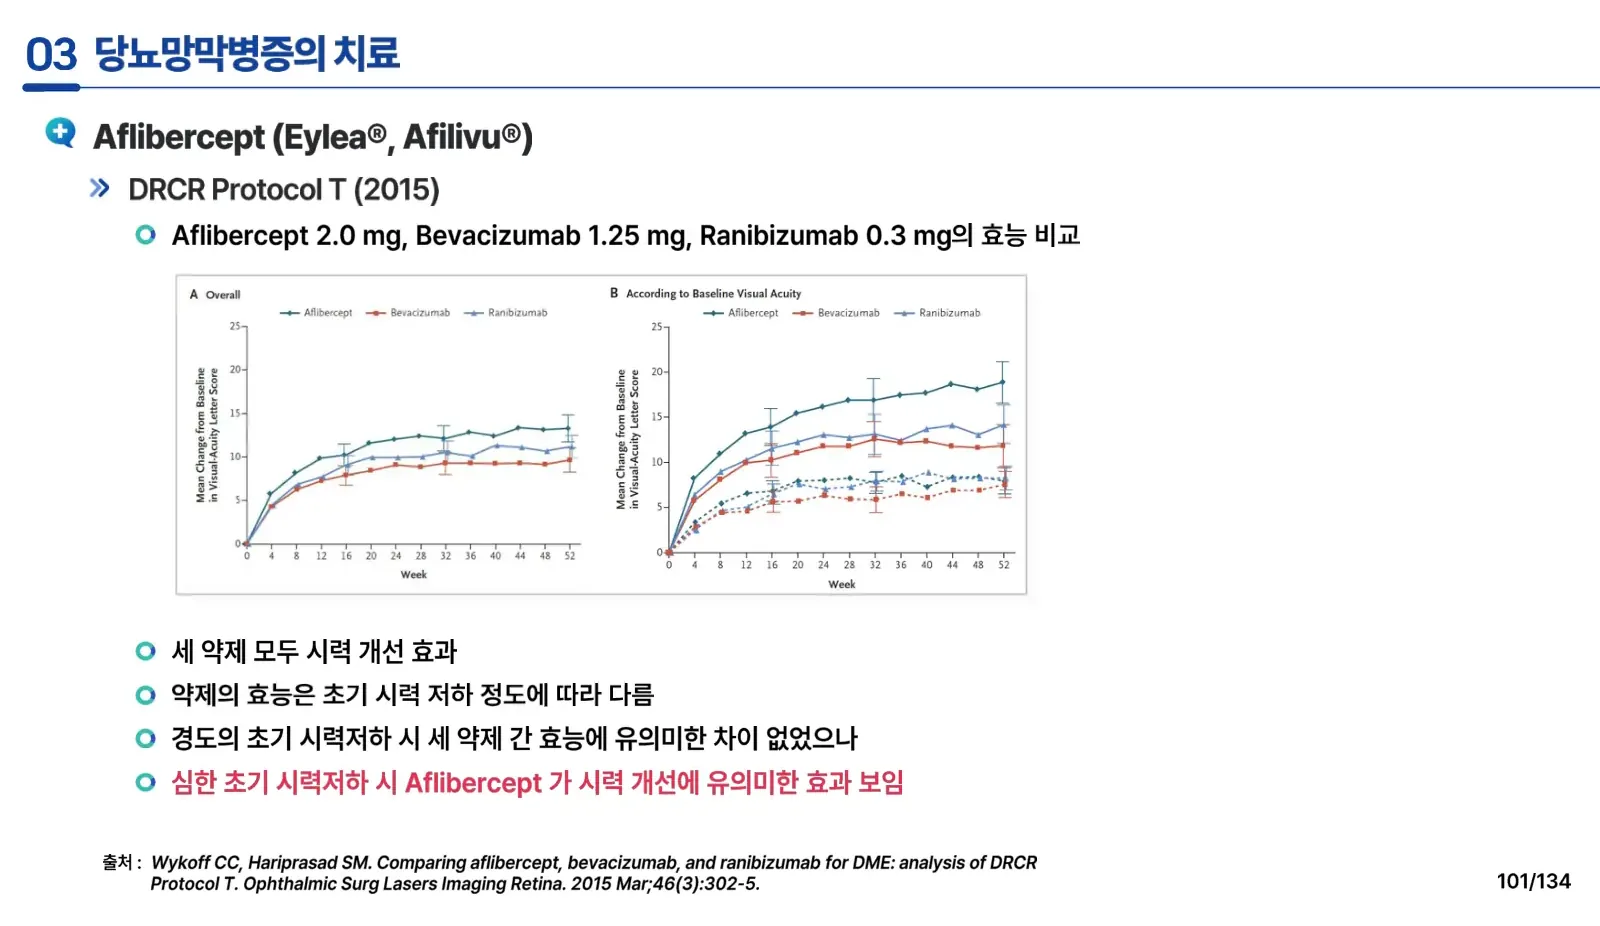 03 당뇨망막병증의 치료
Aflibercept (Eylea®, Afilivu®)
DRCR Protocol T (2015)
Aflibercept 2.0 mg, Bevacizumab 1.25 mg, Ranibizumab 0.3 mg의 효능 비교
A Overall
Aflibercept Bevacizumab Ranibizumab
Mean Change from Baseline
in Visual-Acuity Letter Score
25
20
15
10
5
0
0 4 8 12 16 20 24 28 32 36 40 44 48 52
Week
B According to Baseline Visual Acuity
Aflibercept Bevacizumab Ranibizumab
Mean Change from Baseline
in Visual-Acuity Letter Score
25
20
15
10
5
0
0 4 8 12 16 20 24 28 32 36 40 44 48 52
Week
세 약제 모두 시력 개선 효과
약제의 효능은 초기 시력 저하 정도에 따라 다름
경도의 초기 시력저하 시 세 약제 간 효능에 유의미한 차이 없었으나
심한 초기 시력저하 시 Aflibercept 가 시력 개선에 유의미한 효과 보임
출처 : Wykoff CC, Hariprasad SM. Comparing aflibercept, bevacizumab, and ranibizumab for DME: analysis of DRCR
Protocol T. Ophthalmic Surg Lasers Imaging Retina. 2015 Mar;46(3):302-5.
101/134